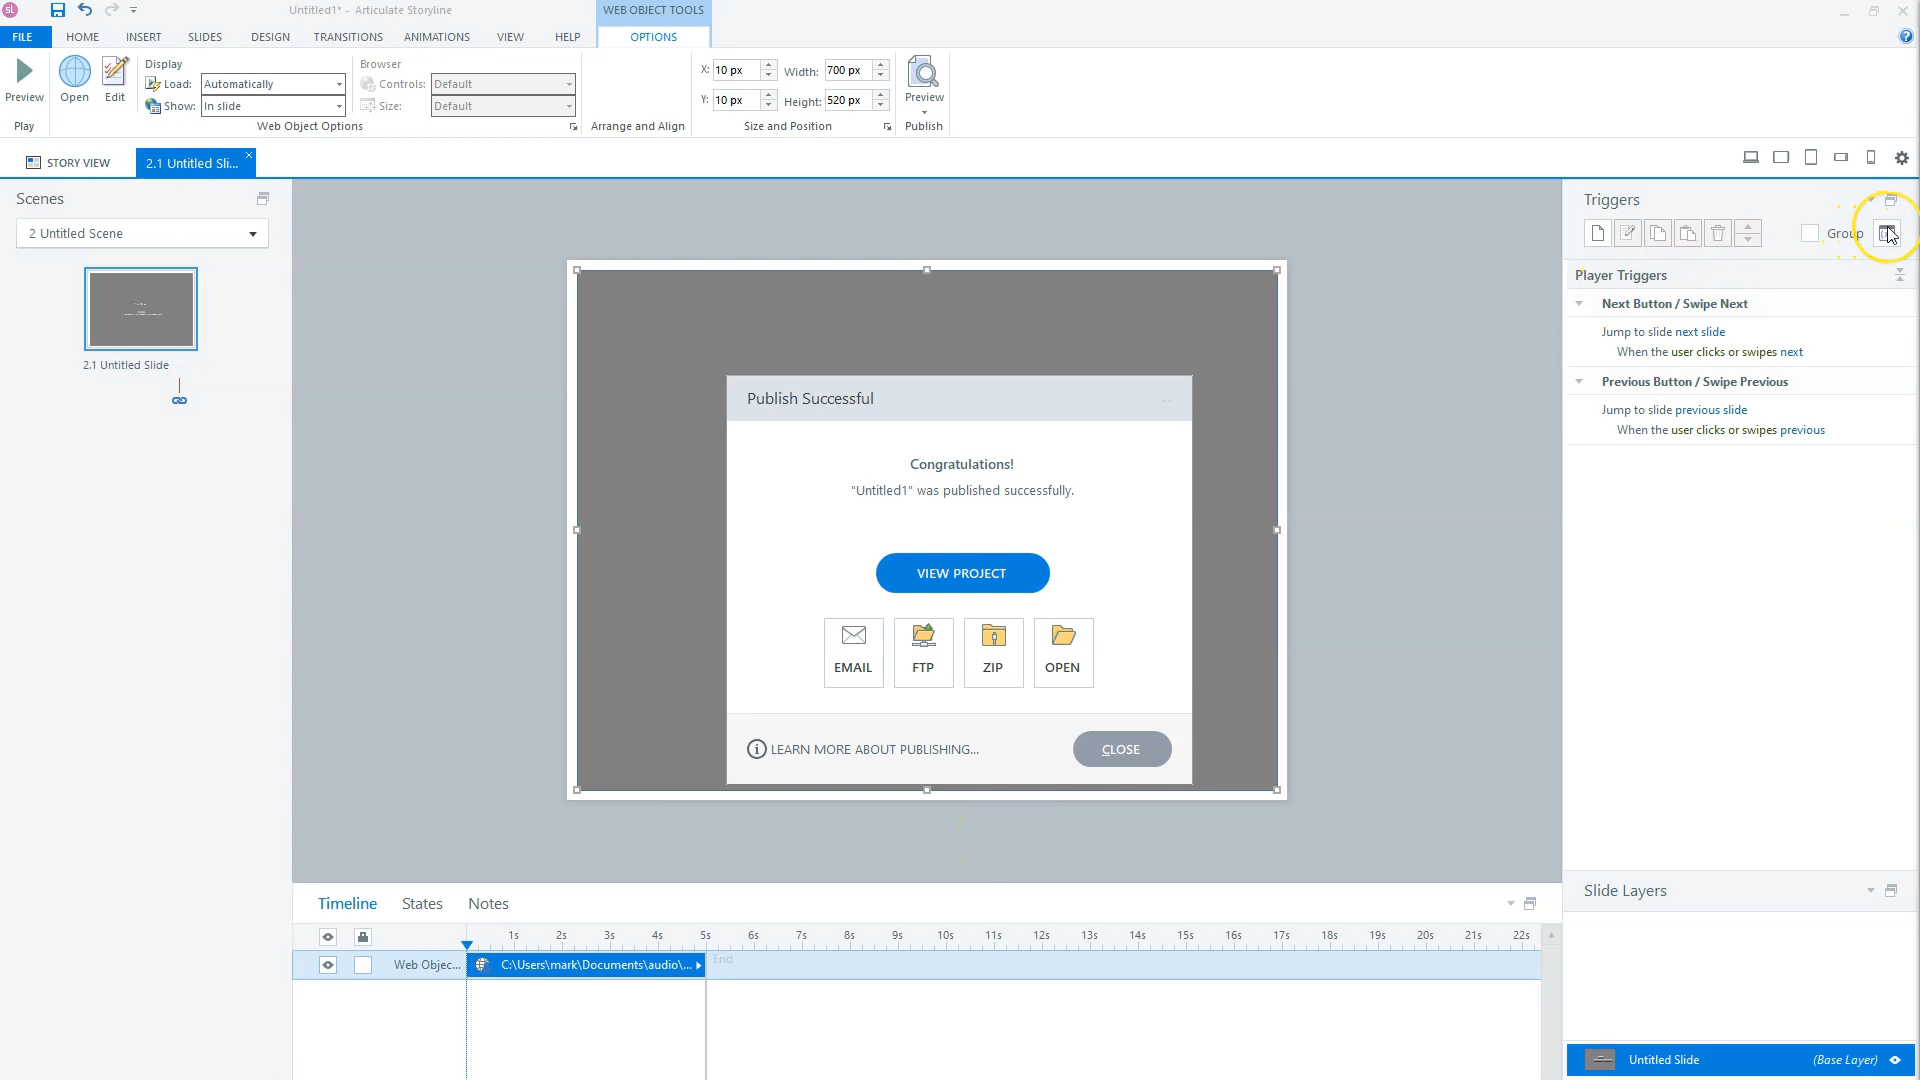 sl
Untitled1* - Articulate Storyline
WEB OBJECT TOOLS
FILE HOME INSERT SLIDES DESIGN TRANSITIONS ANIMATIONS VIEW HELP OPTIONS
Preview
Play
Open
Edit
Display
Load: Automatically
Show: In slide
Web Object Options
Browser
Controls: Default
Size: Default
Arrange and Align
X: 10 px Width: 700 px
Y: 10 px Height: 520 px
Size and Position
Preview
Publish
STORY VIEW
2.1 Untitled Sli...
Scenes
2 Untitled Scene
2.1 Untitled Slide
Publish Successful
Congratulations!
"Untitled1" was published successfully.
VIEW PROJECT
EMAIL FTP ZIP OPEN
LEARN MORE ABOUT PUBLISHING...
CLOSE
Triggers
Group
Player Triggers
Next Button / Swipe Next
Jump to slide next slide
When the user clicks or swipes next
Previous Button / Swipe Previous
Jump to slide previous slide
When the user clicks or swipes previous
Timeline States Notes
1s 2s 3s 4s 5s 6s 7s 8s 9s 10s 11s 12s 13s 14s 15s 16s 17s 18s 19s 20s 21s 22s
Web Objec... C:\Users\mark\Documents\audio\... End
Slide Layers
Untitled Slide (Base Layer)